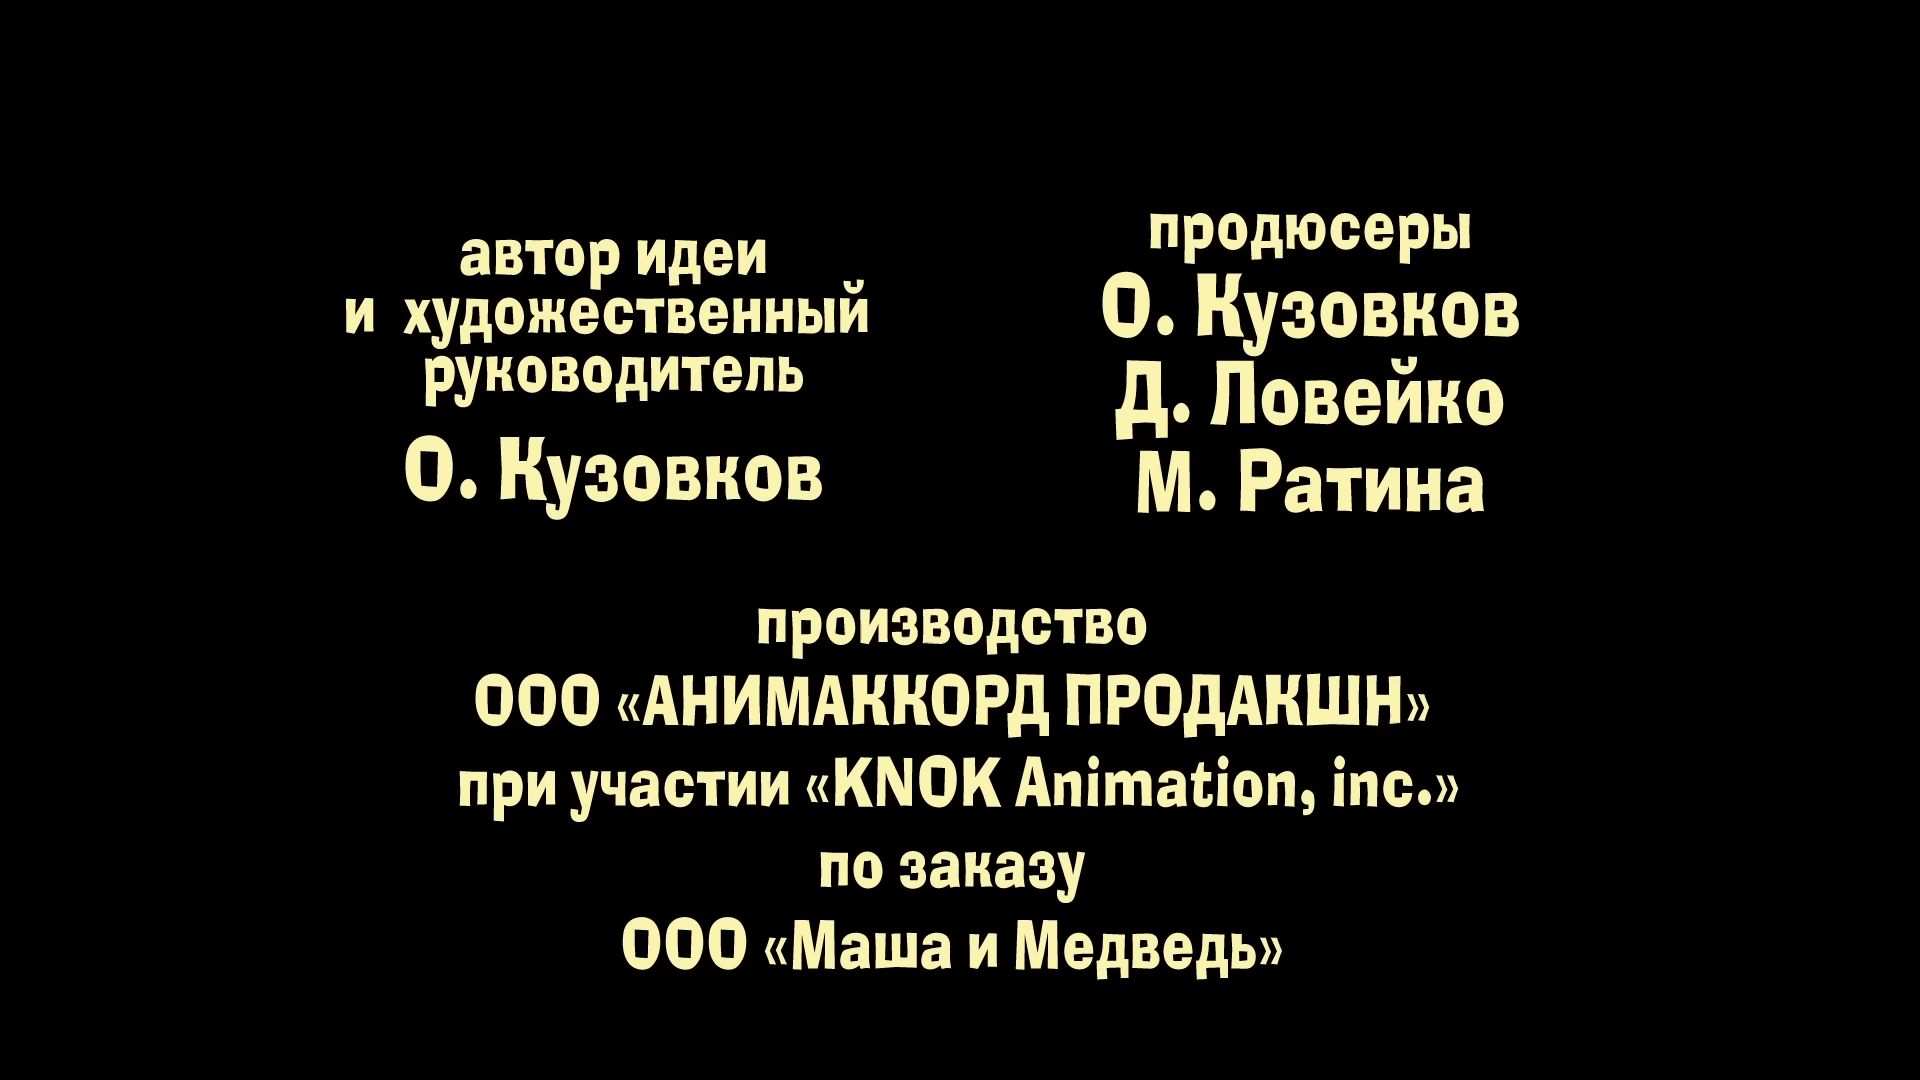 автор идеи
и художественный
руководитель
О. Кузовков
продюсеры
О. Кузовков
Д. Ловейко
М. Ратина
производство
ООО «АНИМАККОРД ПРОДАКШН»
при участии «KNOK Animation, inc.»
по заказу
ООО «Маша и Медведь»